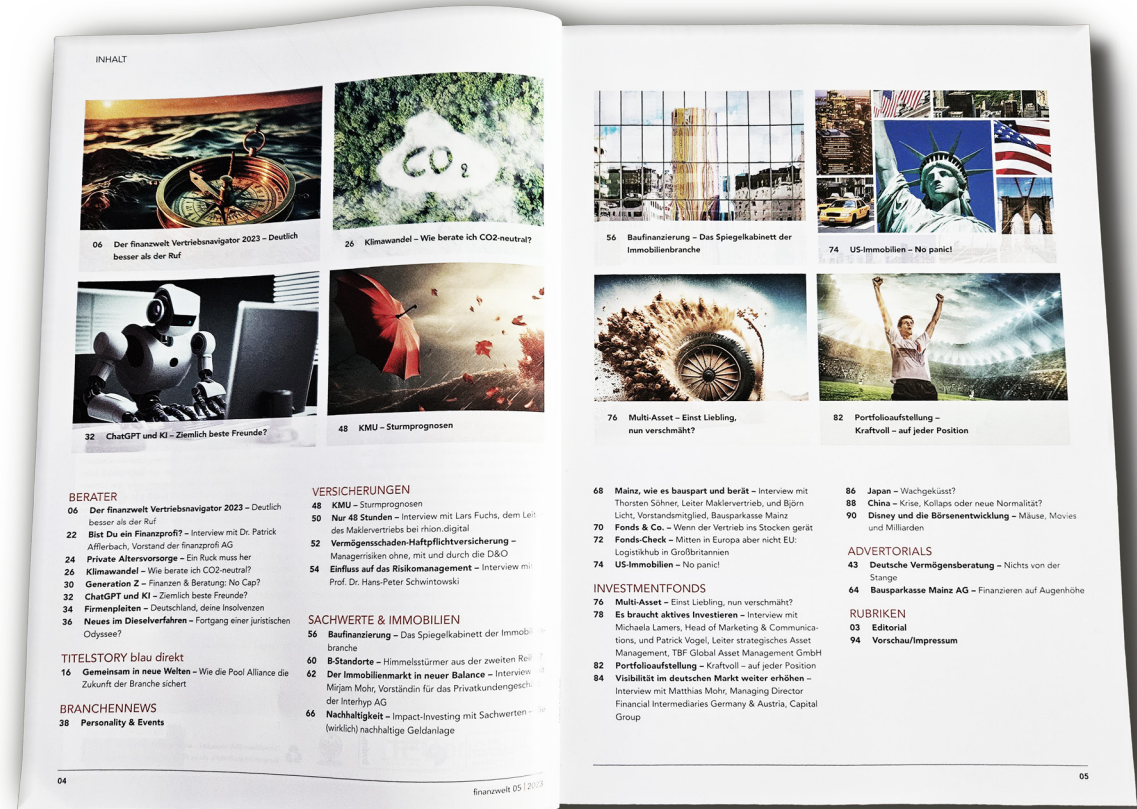 INHALT
CO2
06 Der finanzwelt Vertriebsnavigator 2023 – Deutlich
besser als der Ruf
26 Klimawandel – Wie berate ich CO2-neutral?
32 ChatGPT und KI – Ziemlich beste Freunde?
48 KMU – Sturmprognosen
BERATER
06 Der finanzwelt Vertriebsnavigator 2023 – Deutlich
besser als der Ruf
22 Bist Du ein Finanzprofi? – Interview mit Dr. Patrick
Afflerbach, Vorstand der finanzprofi AG
24 Private Altersvorsorge – Ein Ruck muss her
26 Klimawandel – Wie berate ich CO2-neutral?
30 Generation Z – Finanzen & Beratung: No Cap?
32 ChatGPT und KI – Ziemlich beste Freunde?
34 Firmenpleiten – Deutschland, deine Insolvenzen
36 Neues im Dieselverfahren – Fortgang einer juristischen
Odyssee?
TITELSTORY blau direkt
16 Gemeinsam in neue Welten – Wie die Pool Alliance die
Zukunft der Branche sichert
BRANCHENNEWS
38 Personality & Events
VERSICHERUNGEN
48 KMU – Sturmprognosen
50 Nur 48 Stunden – Interview mit Lars Fuchs, dem Leit
des Maklervertriebs bei rhion.digital
52 Vermögensschaden-Haftpflichtversicherung –
Managerrisiken ohne, mit und durch die D&O
54 Einfluss auf das Risikomanagement – Interview mi
Prof. Dr. Hans-Peter Schwintowski
SACHWERTE & IMMOBILIEN
56 Baufinanzierung – Das Spiegelkabinett der Immobi
branche
60 B-Standorte – Himmelsstürmer aus der zweiten Rei
62 Der Immobilienmarkt in neuer Balance – Interview
Mirjam Mohr, Vorständin für das Privatkundengesch
der Interhyp AG
66 Nachhaltigkeit – Impact-Investing mit Sachwerten –
(wirklich) nachhaltige Geldanlage
04
finanzwelt 05 | 2023
56 Baufinanzierung – Das Spiegelkabinett der
Immobilienbranche
74 US-Immobilien – No panic!
76 Multi-Asset – Einst Liebling,
nun verschmäht?
82 Portfolioaufstellung –
Kraftvoll – auf jeder Position
68 Mainz, wie es bauspart und berät – Interview mit
Thorsten Söhner, Leiter Maklervertrieb, und Björn
Licht, Vorstandsmitglied, Bausparkasse Mainz
70 Fonds & Co. – Wenn der Vertrieb ins Stocken gerät
72 Fonds-Check – Mitten in Europa aber nicht EU:
Logistikhub in Großbritannien
74 US-Immobilien – No panic!
INVESTMENTFONDS
76 Multi-Asset – Einst Liebling, nun verschmäht?
78 Es braucht aktives Investieren – Interview mit
Michaela Lamers, Head of Marketing & Communica-
tions, und Patrick Vogel, Leiter strategisches Asset
Management, TBF Global Asset Management GmbH
82 Portfolioaufstellung – Kraftvoll – auf jeder Position
84 Visibilität im deutschen Markt weiter erhöhen –
Interview mit Matthias Mohr, Managing Director
Financial Intermediaries Germany & Austria, Capital
Group
86 Japan – Wachgeküsst?
88 China – Krise, Kollaps oder neue Normalität?
90 Disney und die Börsenentwicklung – Mäuse, Movies
und Milliarden
ADVERTORIALS
43 Deutsche Vermögensberatung – Nichts von der
Stange
64 Bausparkasse Mainz AG – Finanzieren auf Augenhöhe
RUBRIKEN
03 Editorial
94 Vorschau/Impressum
05